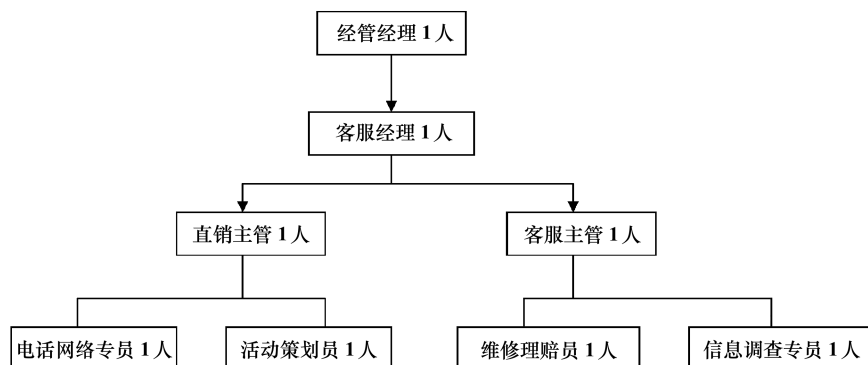 经管经理 1 人
客服经理 1 人
直销主管 1 人
客服主管 1 人
电话网络专员 1 人
活动策划员 1 人
维修理赔员 1 人
信息调查专员 1 人